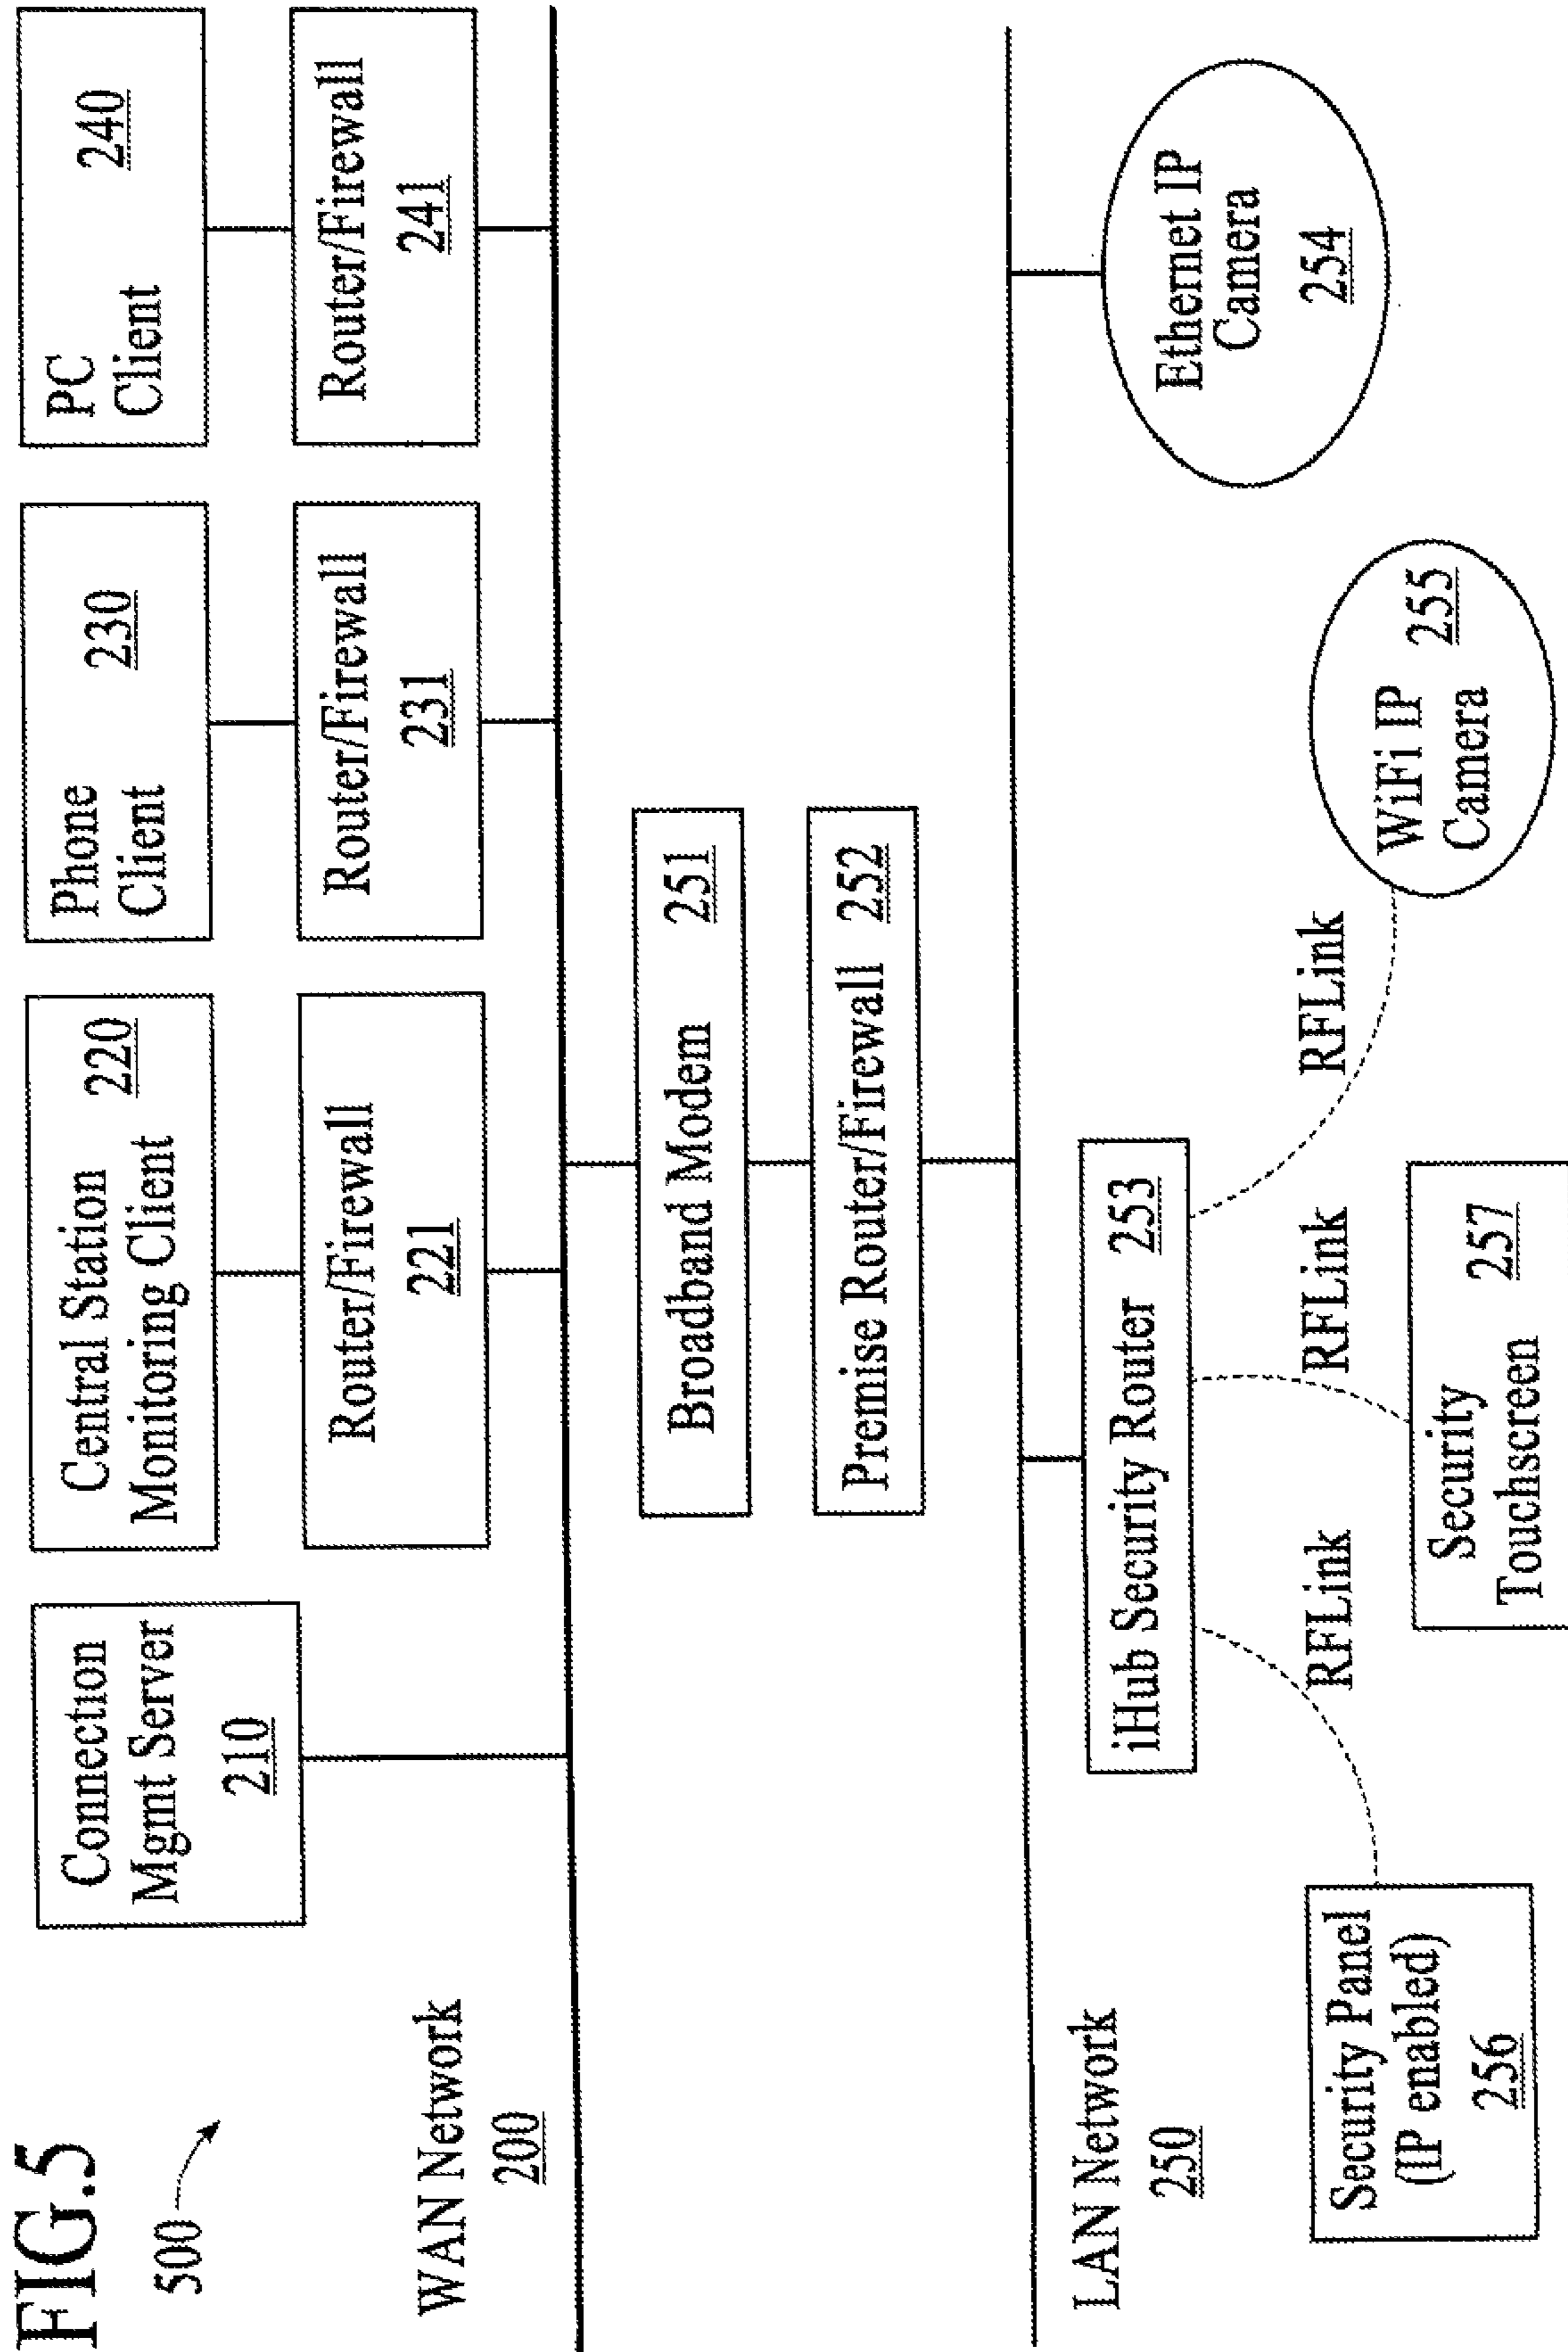 FIG.5
500
Connection
Mgmt Server
210
Central Station
Monitoring Client
220
Phone
Client
230
PC
Client
240
Router/Firewall
221
Router/Firewall
231
Router/Firewall
241
WAN Network
200
Broadband Modem 251
Premise Router/Firewall 252
LAN Network
250
iHub Security Router 253
Ethernet IP
Camera
254
RFLink
RFLink
RFLink
WiFi IP 255
Camera
Security Panel
(IP enabled)
256
Security
Touchscreen
257